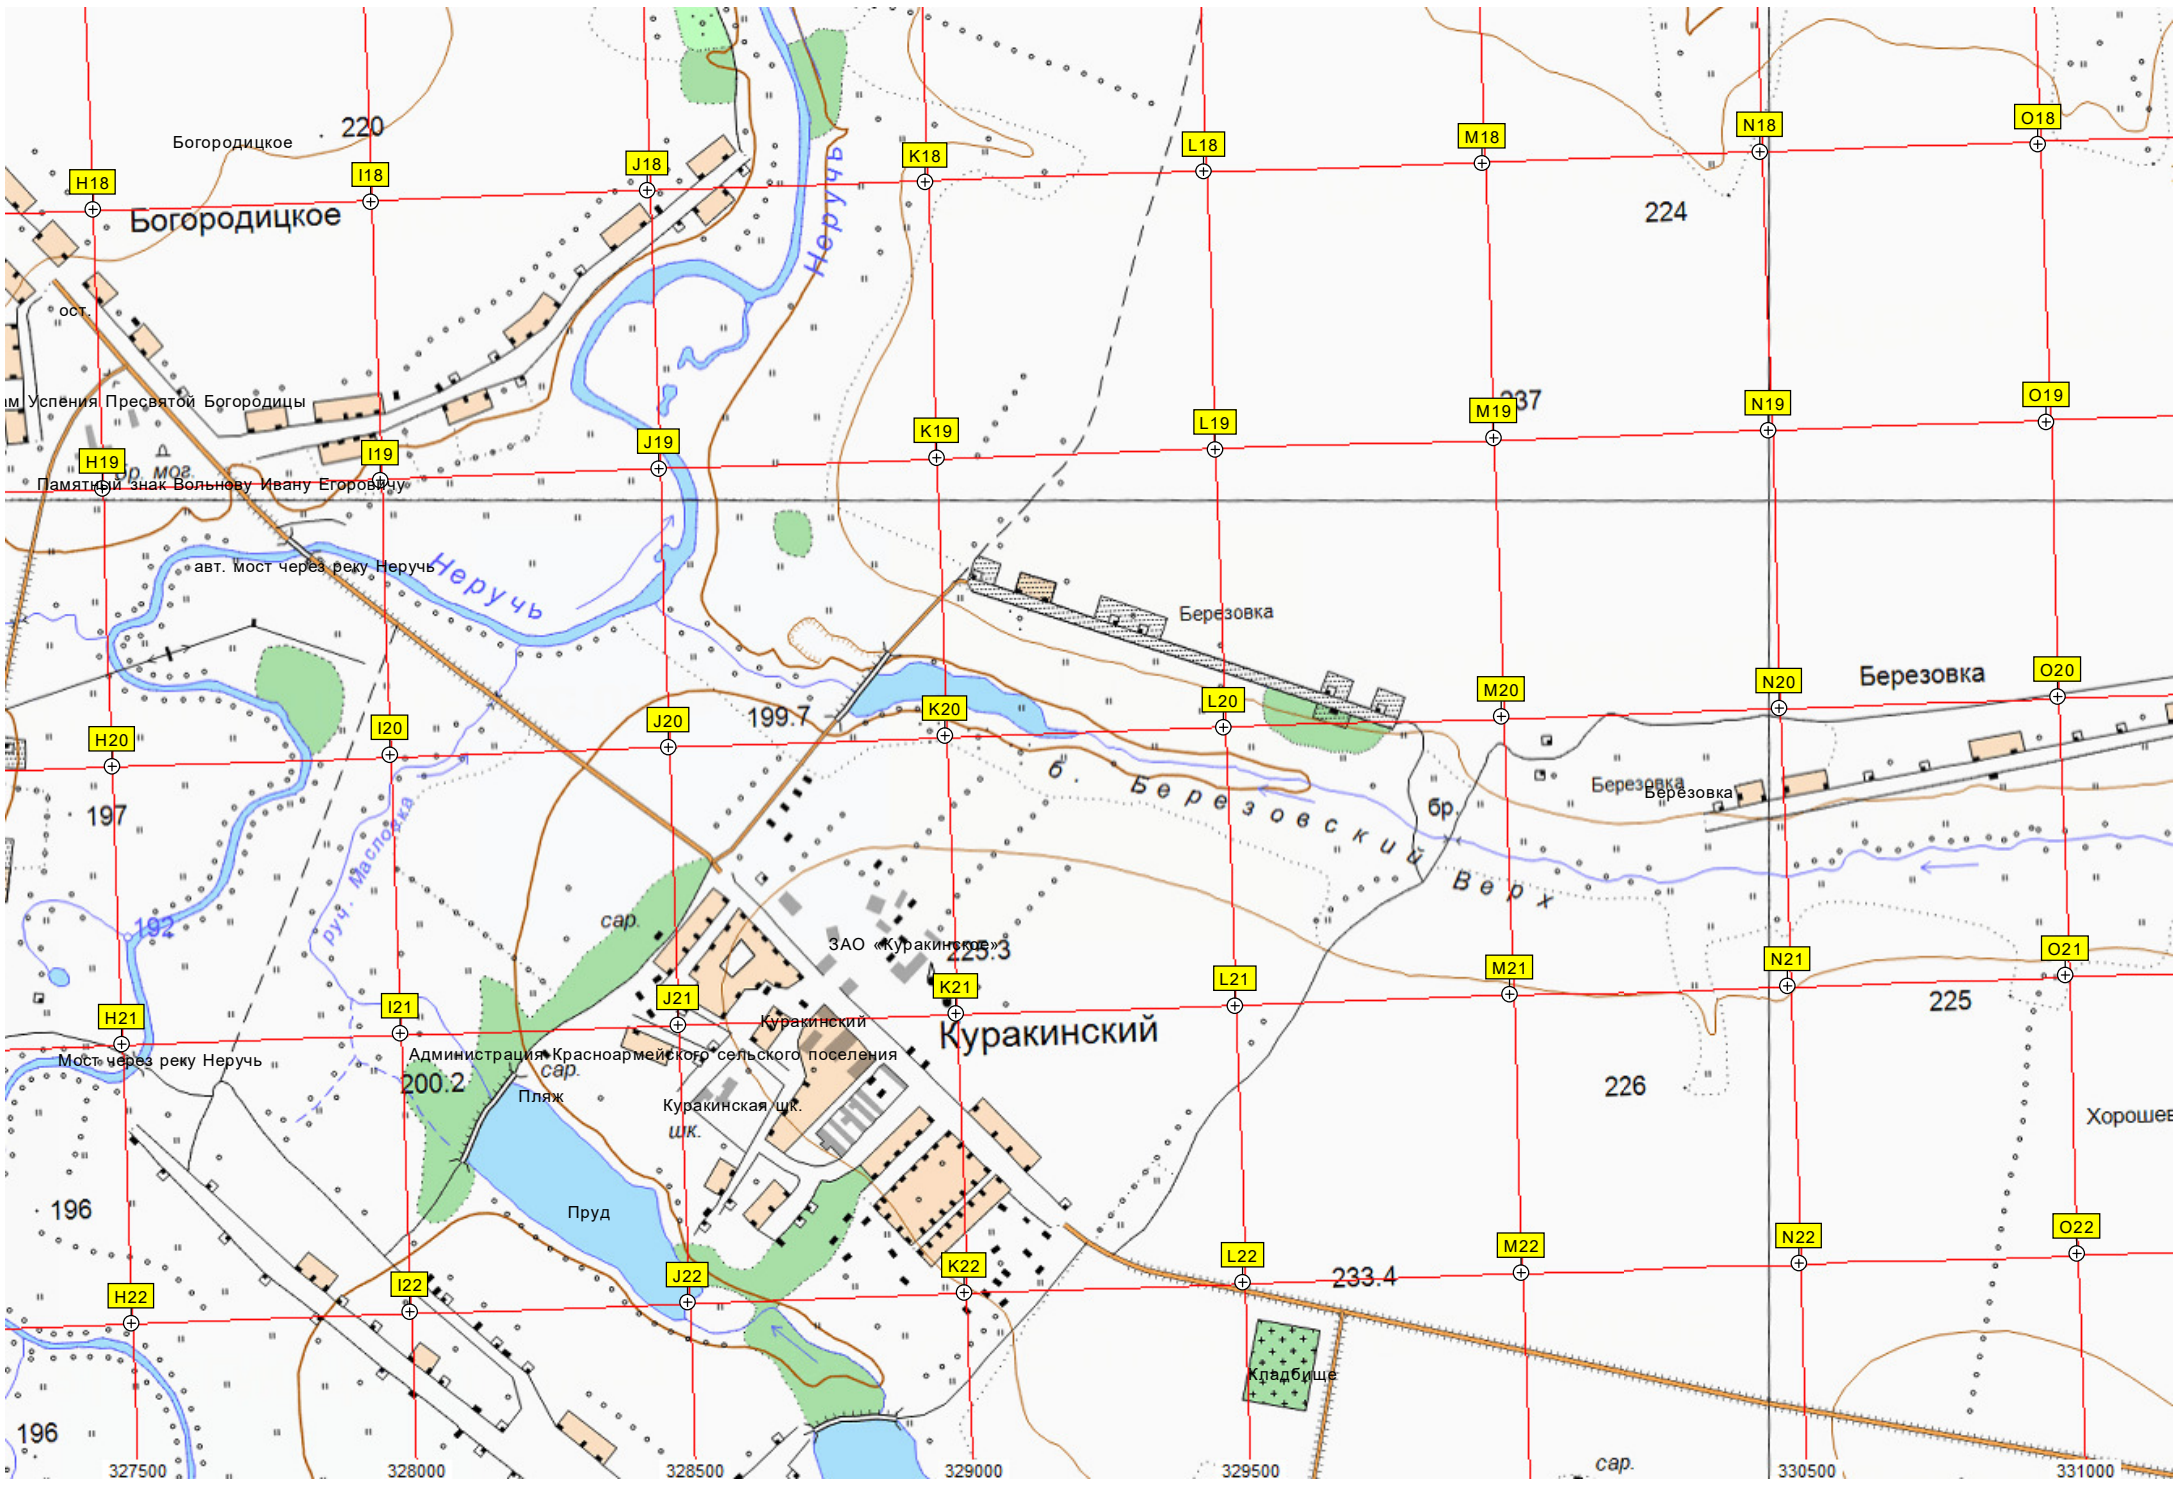 220
Богородицкое
N18
O18
M18
L18
K18
J18
I18
H18
Богородицкое
Неручь
224
ост.
Успения Пресвятой Богородицы
237
O19
N19
M19
L19
K19
J19
I19
H19
бр. мог.
Памятный знак Вольнову Ивану Егоровичу
авт. мост через реку Неручь
Неручь
Березовка
Березовка
O20
N20
M20
L20
K20
J20
I20
H20
199.7
б. Березовский Верх
Березовка
Березовка
бр.
197
руч. Масловка
192
сар.
ЗАО «Куракинское»
225.3
O21
N21
M21
L21
K21
J21
I21
H21
225
Куракинский
Куракинский
Мост через реку Неручь
Администрация Красноармейского сельского поселения
сар.
200.2
Пляж
226
Куракинская шк.
шк.
Хорошев
196
Пруд
O22
N22
M22
L22
K22
J22
I22
H22
233.4
Кладбище
196
сар.
327500
328000
328500
329000
329500
330500
331000